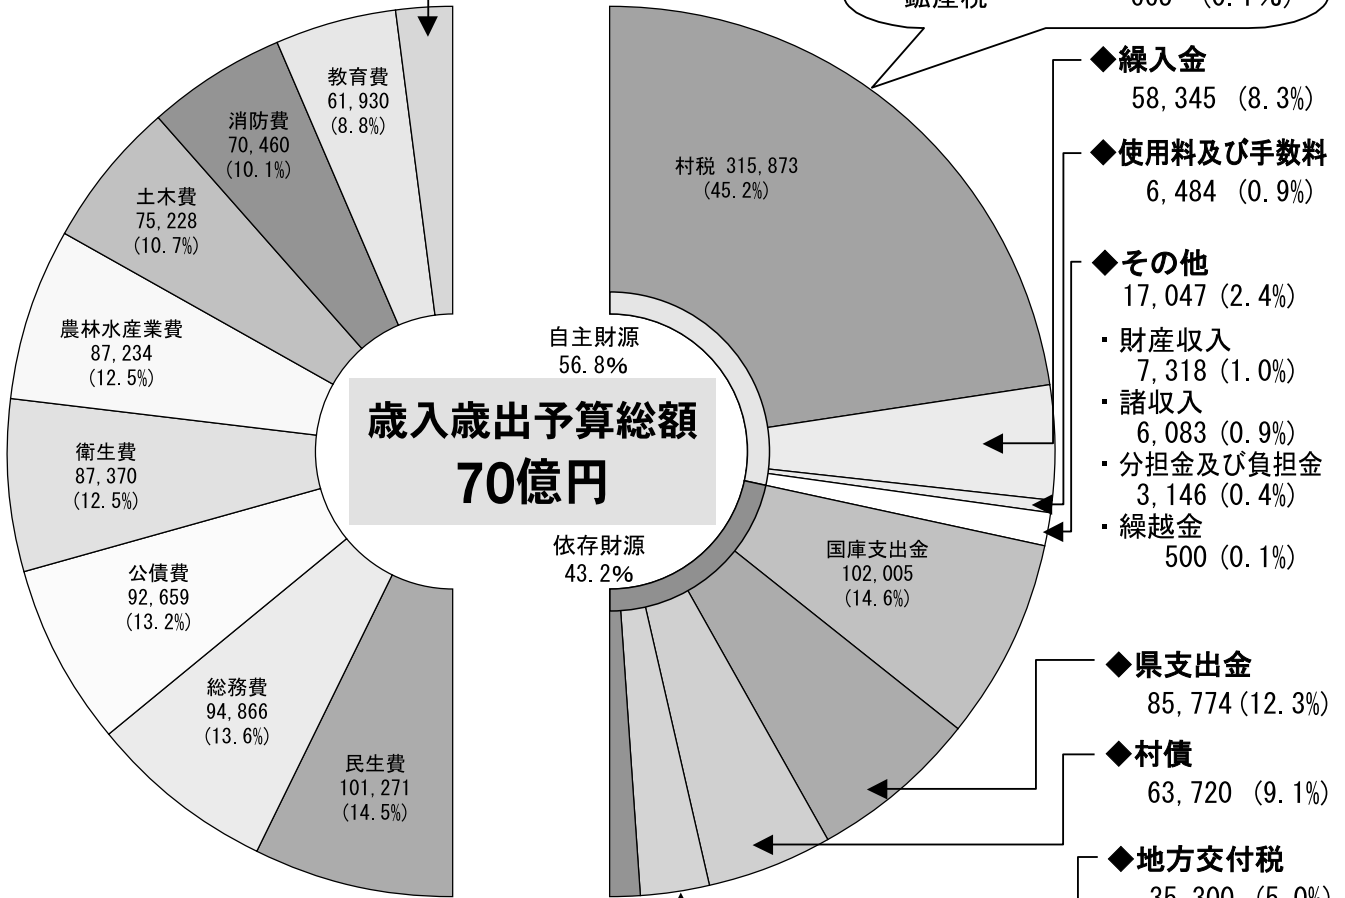 鉱産税
教育費
61,930
(8.8%)
消防費
70,460
(10.1%)
土木費
75,228
(10.7%)
農林水産業費
87,234
(12.5%)
衛生費
87,370
(12.5%)
公債費
92,659
(13.2%)
総務費
94,866
(13.6%)
民生費
101,271
(14.5%)
自主財源
56.8%
歳入歳出予算総額
70億円
依存財源
43.2%
村税 315,873
(45.2%)
国庫支出金
102,005
(14.6%)
◆繰入金
58,345 (8.3%)
◆使用料及び手数料
6,484 (0.9%)
◆その他
17,047 (2.4%)
・財産収入
7,318 (1.0%)
・諸収入
6,083 (0.9%)
・分担金及び負担金
3,146 (0.4%)
・繰越金
500 (0.1%)
◆県支出金
85,774 (12.3%)
◆村債
63,720 (9.1%)
◆地方交付税
35,300 (5.0%)